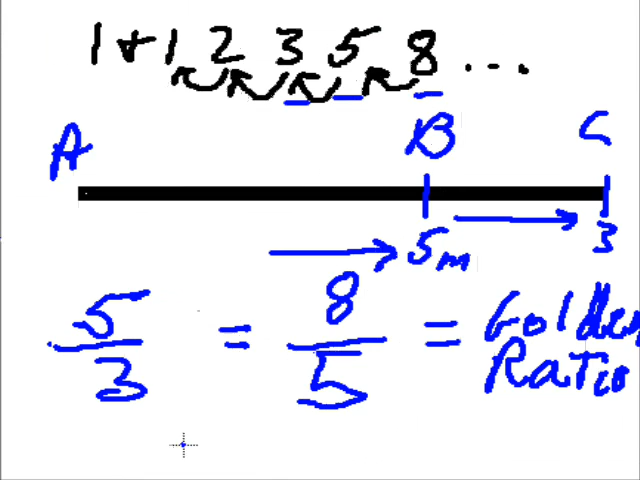 1 + 1 2 3 5 8 ...
A B C
5m 3
5/3 = 8/5 = Golden Ratio